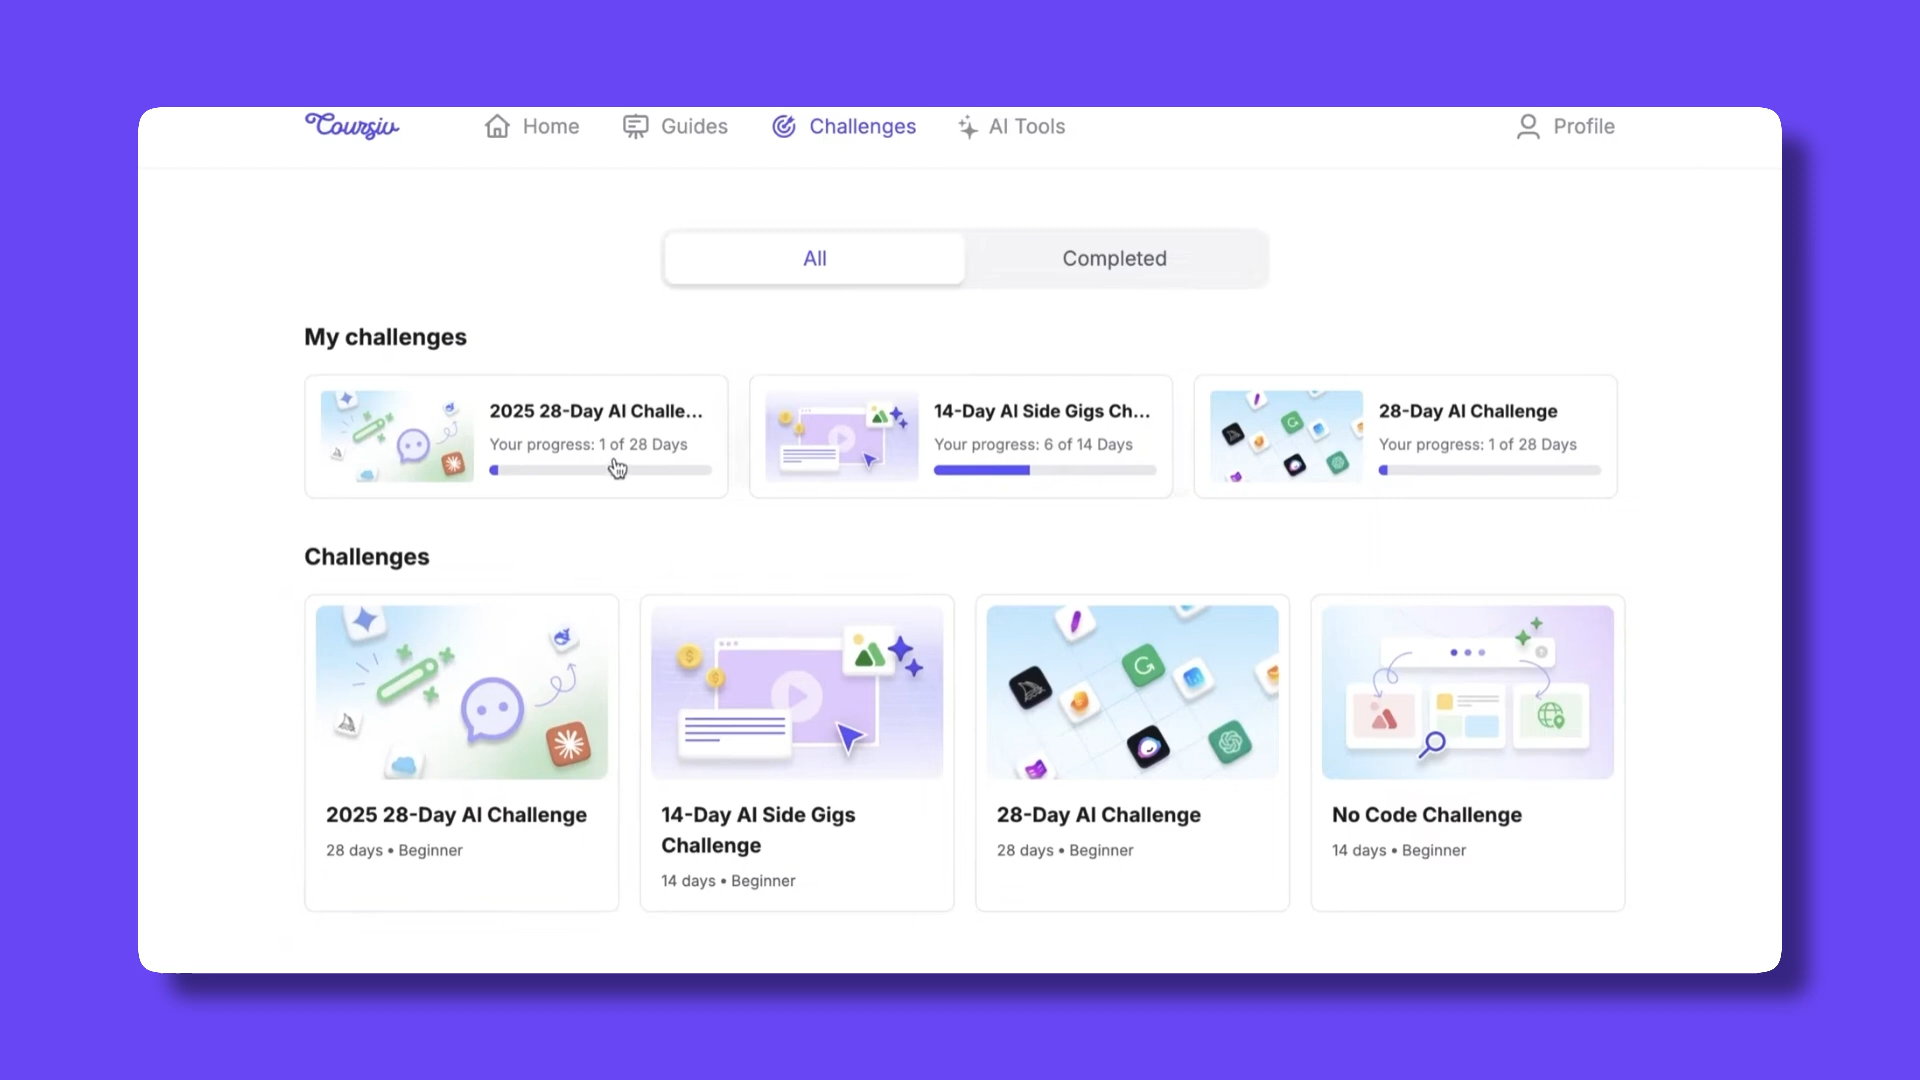 Coursiv
Home
Guides
Challenges
AI Tools
Profile
All
Completed
My challenges
2025 28-Day AI Challe...
Your progress: 1 of 28 Days
14-Day AI Side Gigs Ch...
Your progress: 6 of 14 Days
28-Day AI Challenge
Your progress: 1 of 28 Days
Challenges
2025 28-Day AI Challenge
28 days • Beginner
14-Day AI Side Gigs
Challenge
14 days • Beginner
28-Day AI Challenge
28 days • Beginner
No Code Challenge
14 days • Beginner